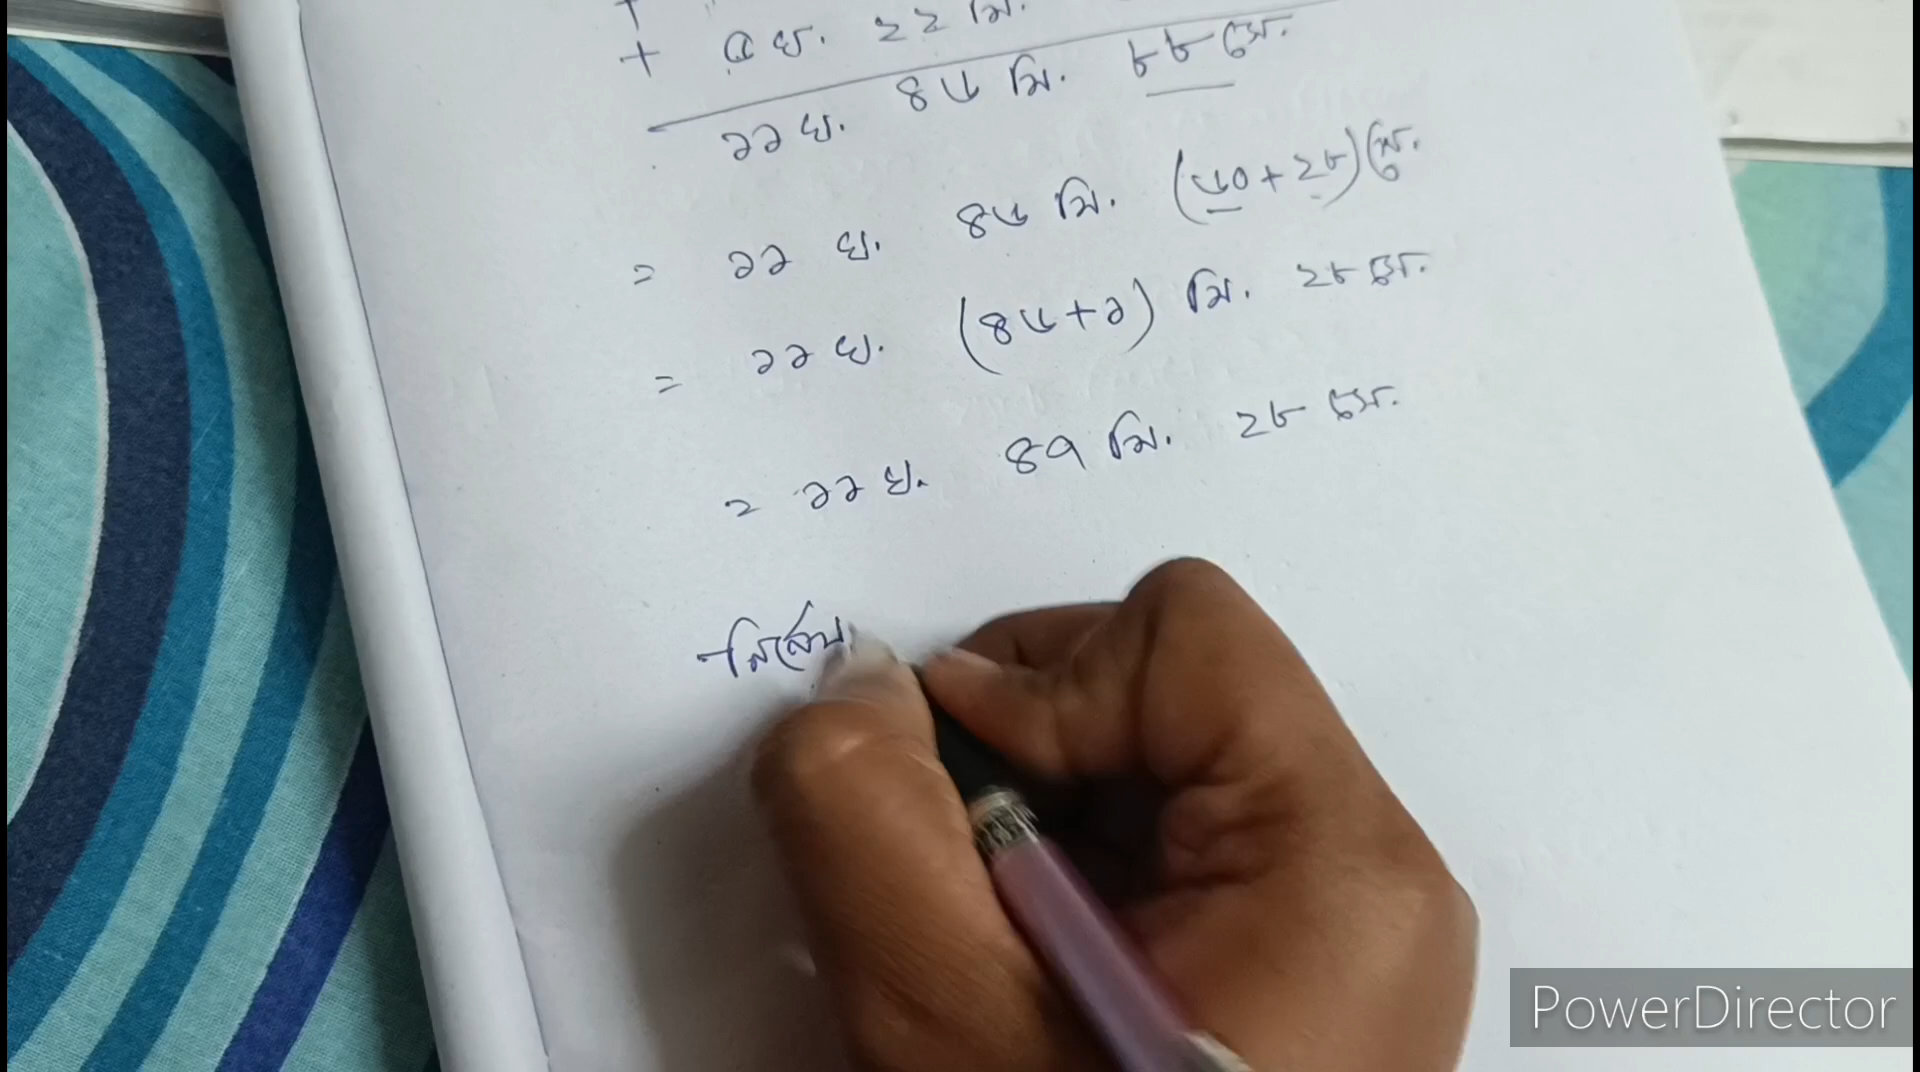 + ৫ ঘ. ২২ মি.
১১ ঘ. ৪৬ মি. ৮৮ সে.
= ১১ ঘ. ৪৬ মি. (৬০+২৮) সে.
= ১১ ঘ. (৪৬+১) মি. ২৮ সে.
= ১১ ঘ. ৪৭ মি. ২৮ সে.
PowerDirector